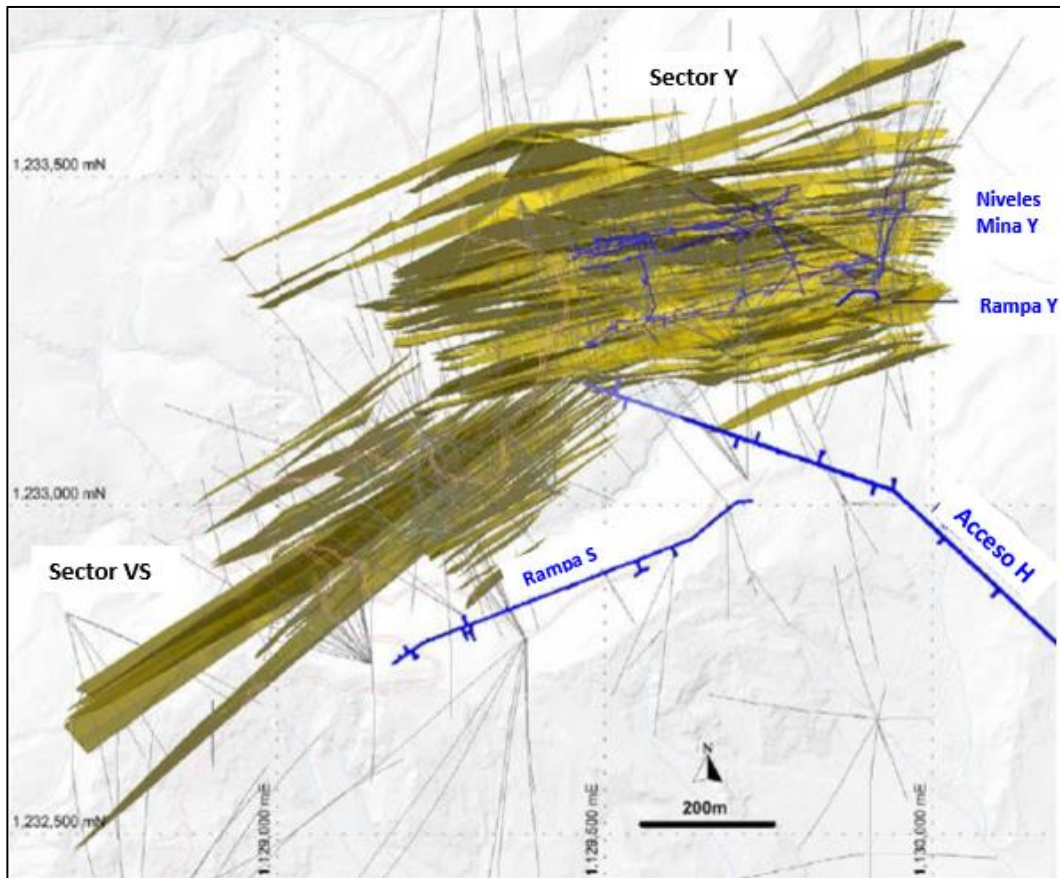 Sector Y
1,233,500 mN
Niveles
Mina Y
Rampa Y
1,233,000 mN
Sector VS
Rampa S
Acceso H
N
200m
1,232,500 mN
1,129,000 mE
1,129,500 mE
1,130,000 mE